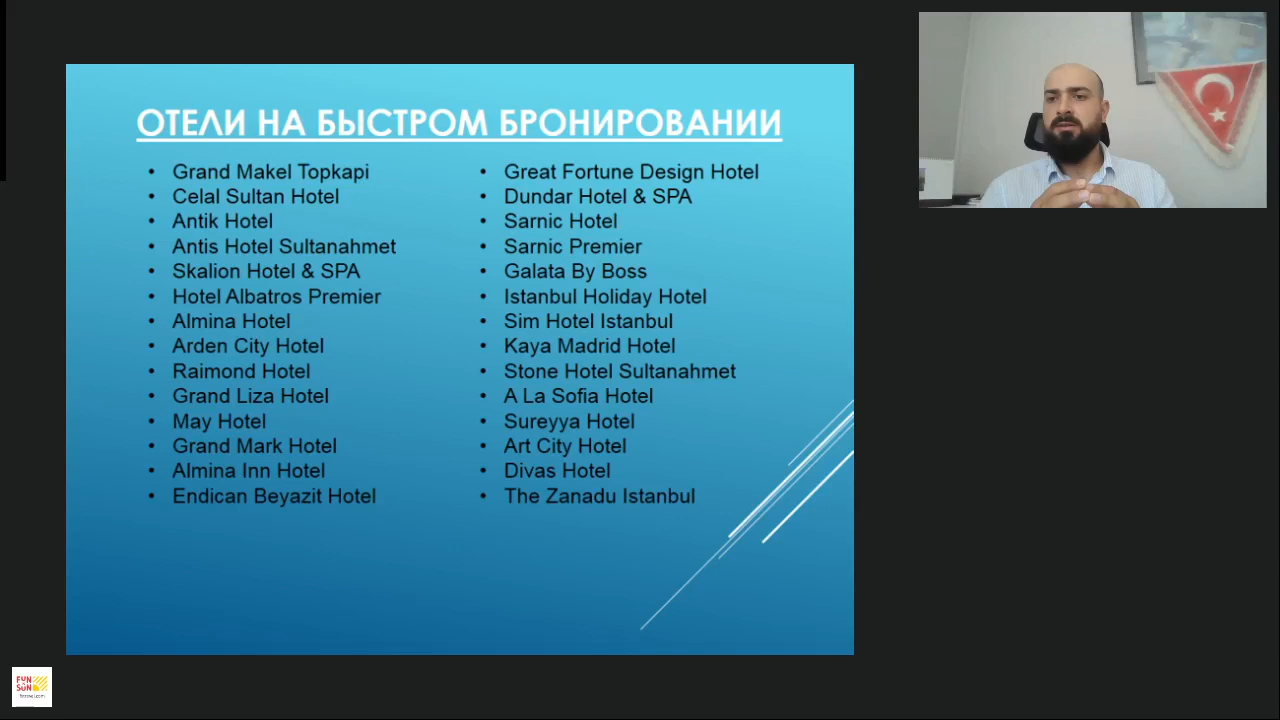 ОТЕЛИ НА БЫСТРОМ БРОНИРОВАНИИ
• Grand Makel Topkapi
• Celal Sultan Hotel
• Antik Hotel
• Antis Hotel Sultanahmet
• Skalion Hotel & SPA
• Hotel Albatros Premier
• Almina Hotel
• Arden City Hotel
• Raimond Hotel
• Grand Liza Hotel
• May Hotel
• Grand Mark Hotel
• Almina Inn Hotel
• Endican Beyazit Hotel
• Great Fortune Design Hotel
• Dundar Hotel & SPA
• Sarnic Hotel
• Sarnic Premier
• Galata By Boss
• Istanbul Holiday Hotel
• Sim Hotel Istanbul
• Kaya Madrid Hotel
• Stone Hotel Sultanahmet
• A La Sofia Hotel
• Sureyya Hotel
• Art City Hotel
• Divas Hotel
• The Zanadu Istanbul
FUN
SUN